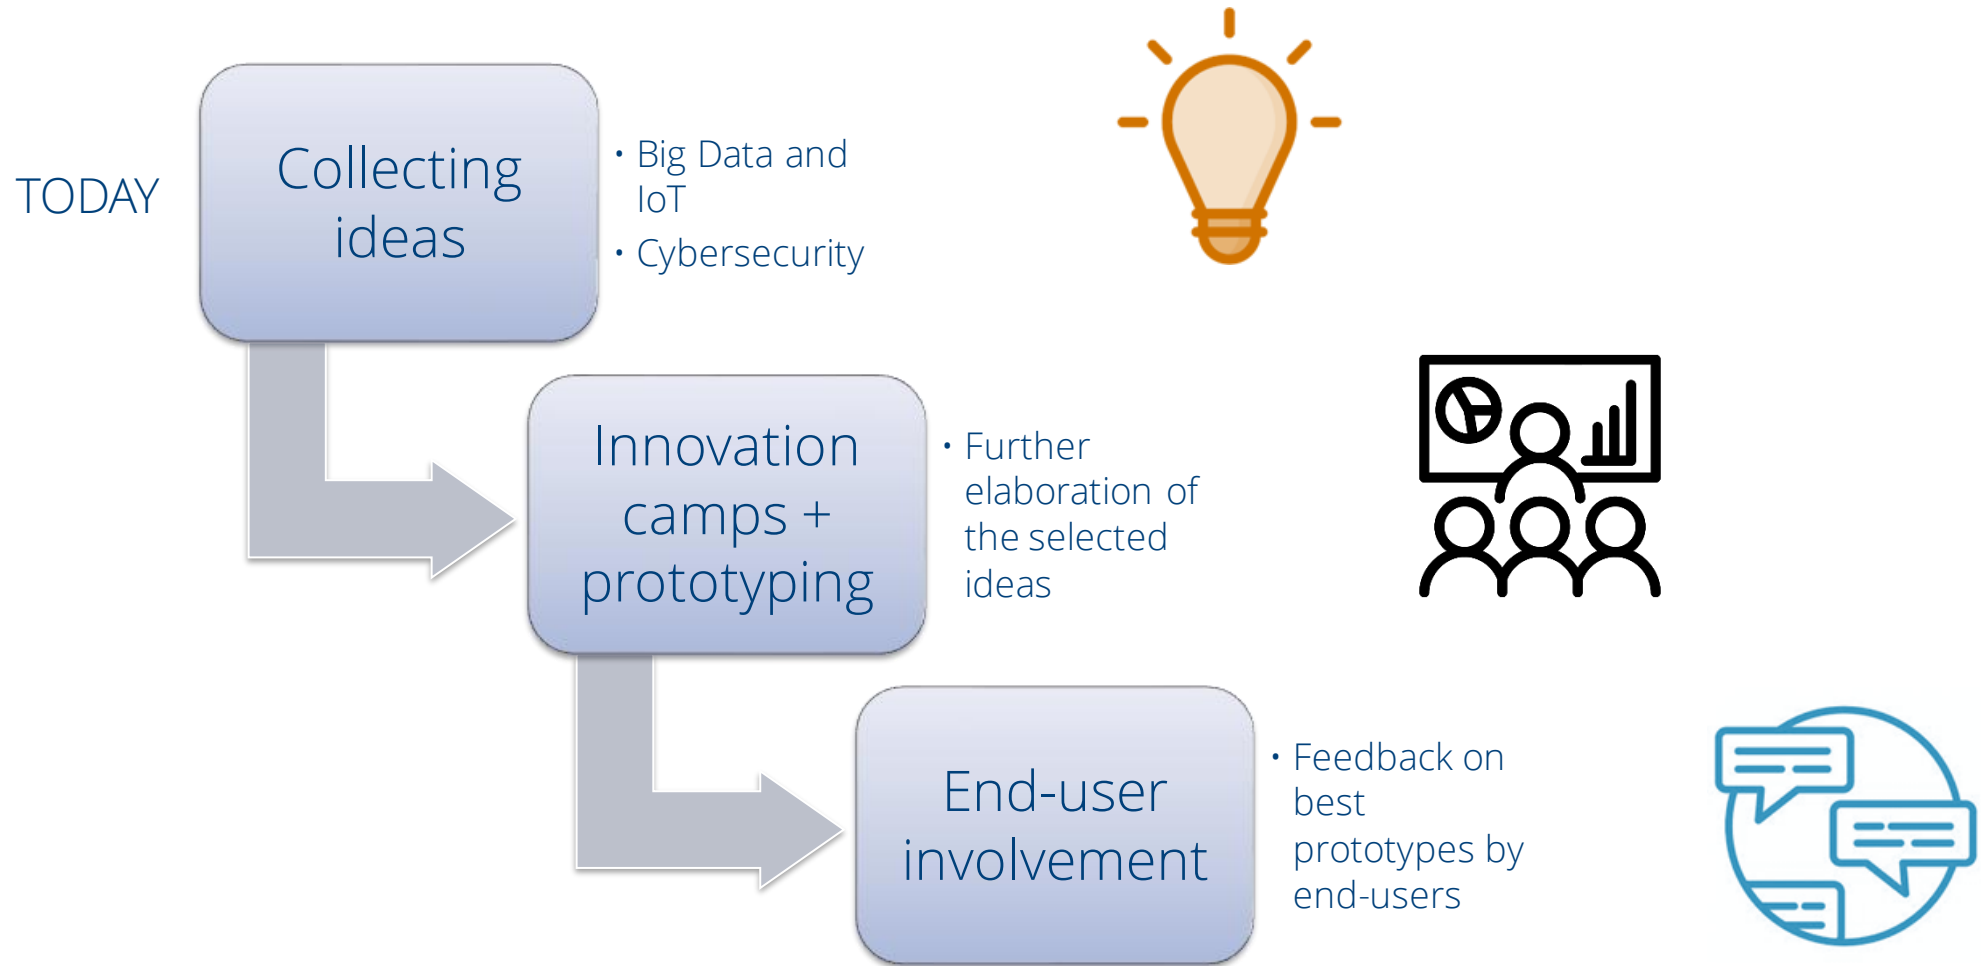 TODAY
Collecting
ideas
• Big Data and
IoT
• Cybersecurity
Innovation
camps +
prototyping
• Further
elaboration of
the selected
ideas
End-user
involvement
• Feedback on
best
prototypes by
end-users